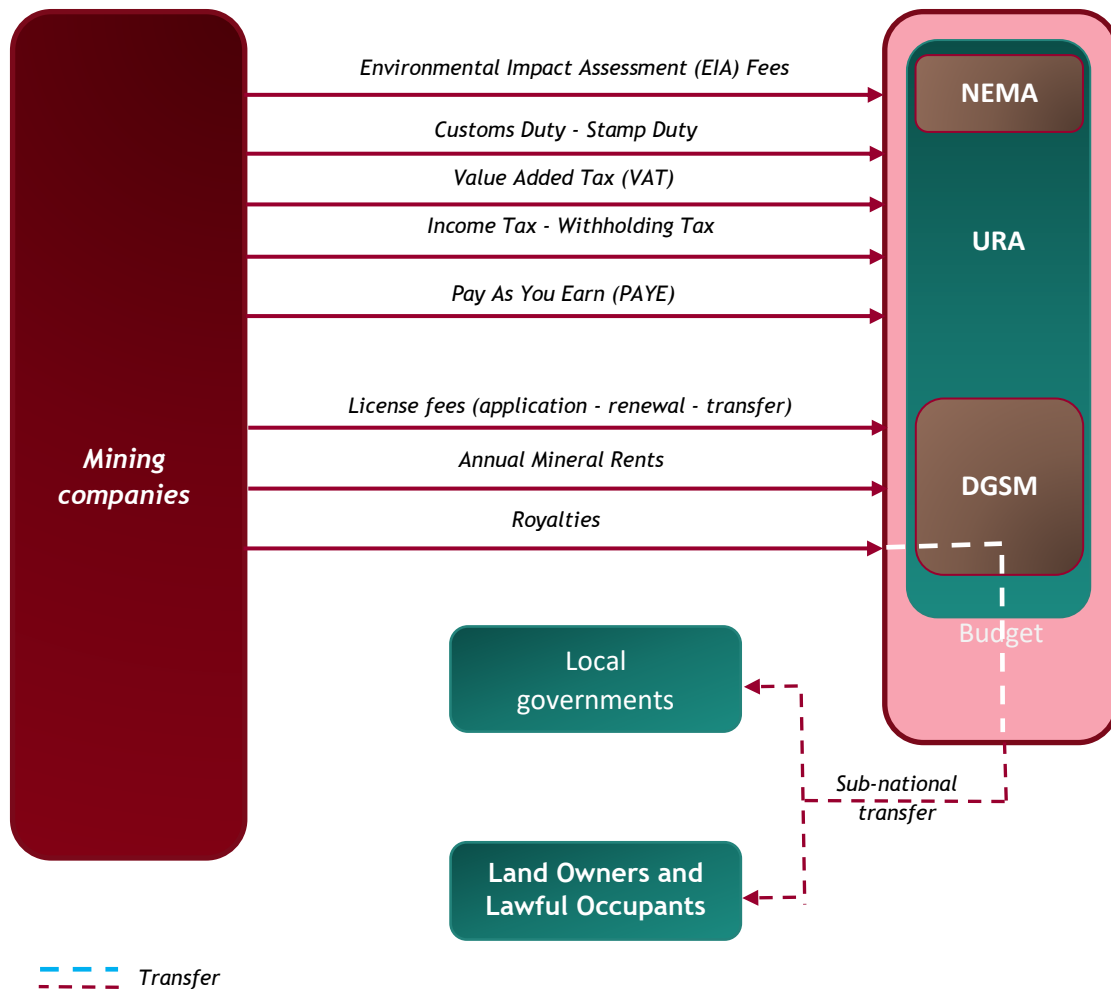 Environmental Impact Assessment (EIA) Fees
NEMA
Customs Duty - Stamp Duty
Value Added Tax (VAT)
Income Tax - Withholding Tax
URA
Pay As You Earn (PAYE)
License fees (application - renewal - transfer)
Mining
companies
Annual Mineral Rents
DGSM
Royalties
Budget
Local
governments
Sub-national
transfer
Land Owners and
Lawful Occupants
Transfer